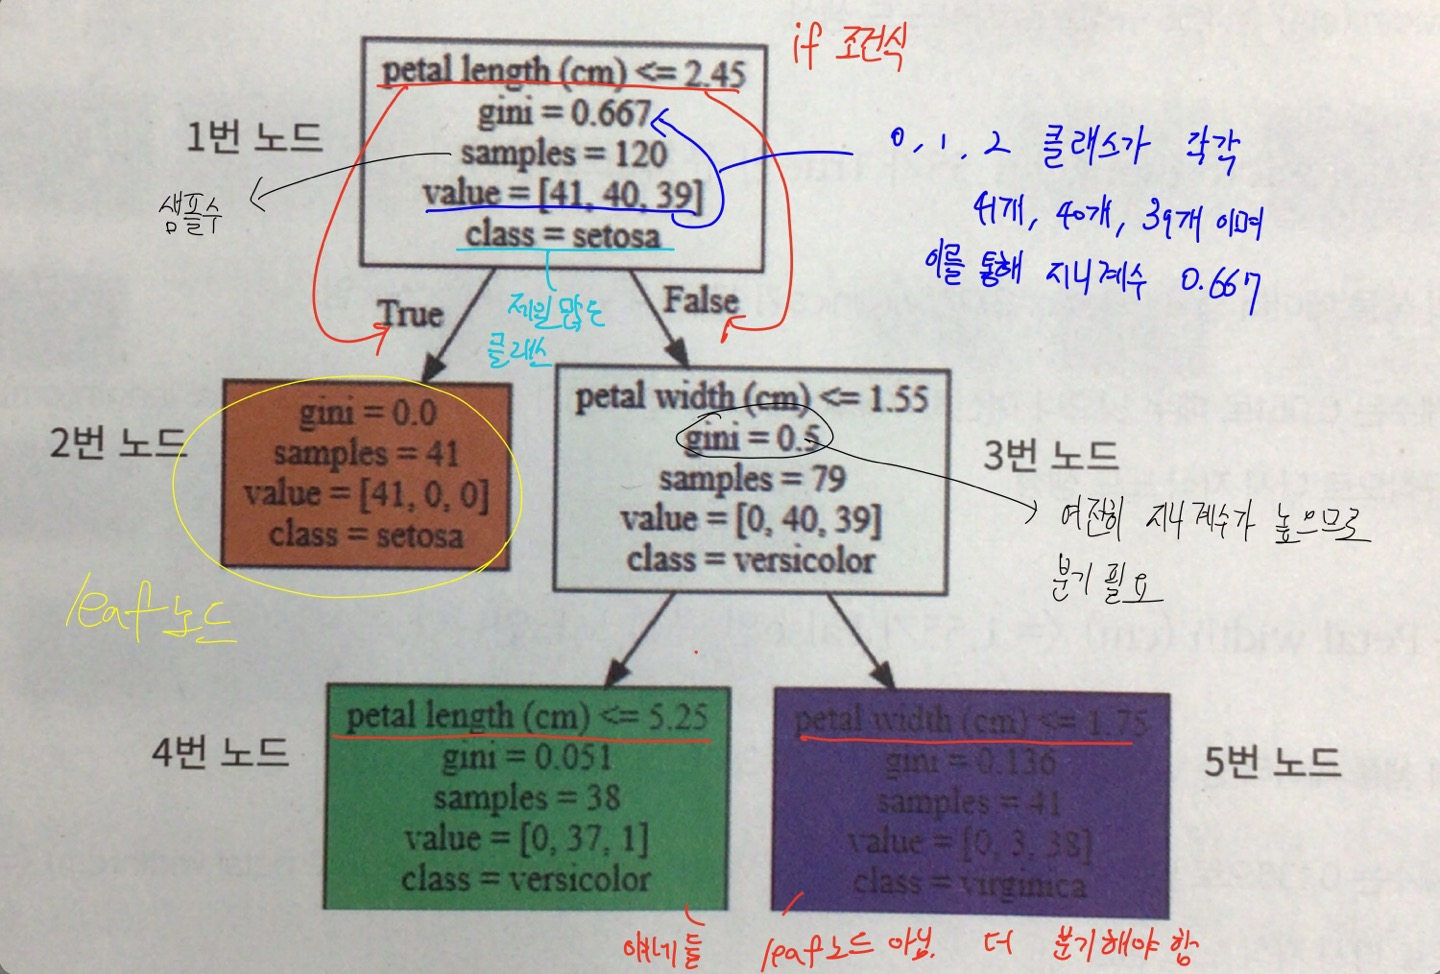 if 조건식
petal length (cm) <= 2.45
gini = 0.667
1번 노드
samples = 120
샘플수
value = [41, 40, 39]
class = setosa
0, 1, 2 클래스가 각각
41개, 40개, 39개 이며
이를 통해 지니계수 0.667
True
제일 많은
클래스
False
2번 노드
gini = 0.0
samples = 41
value = [41, 0, 0]
class = setosa
leaf 노드
petal width (cm) <= 1.55
gini = 0.5
samples = 79
value = [0, 40, 39]
class = versicolor
3번 노드
여전히 지니계수가 높으므로
분기 필요
4번 노드
petal length (cm) <= 5.25
gini = 0.051
samples = 38
value = [0, 37, 1]
class = versicolor
petal width (cm) <= 1.75
gini = 0.136
samples = 41
value = [0, 3, 38]
class = virginica
5번 노드
leaf노드 아님. 더 분기해야 함